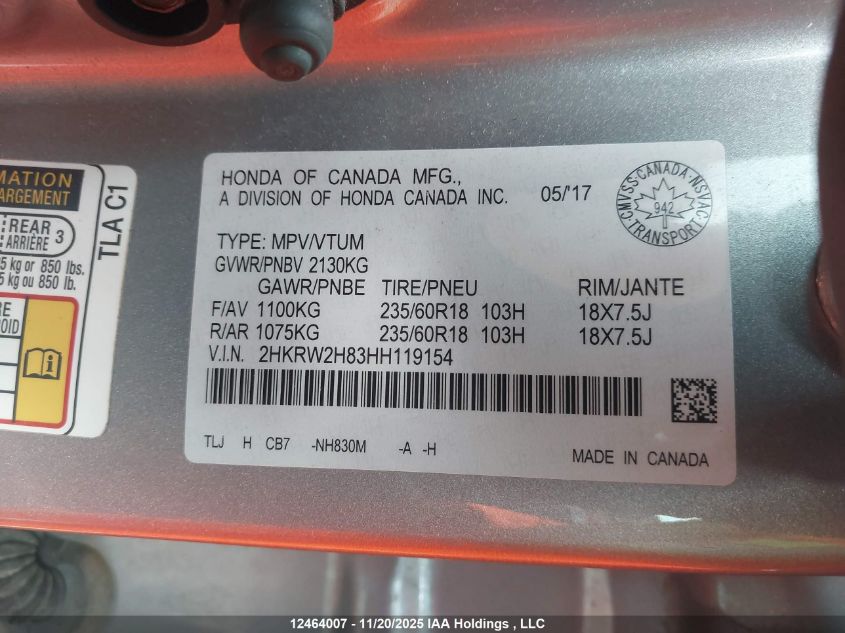 MATION
ARGEMENT
REAR
ARRIÈRE 3
5 kg or 850 lbs.
5 kg ou 850 lb.
RE
OID
TLA C1
HONDA OF CANADA MFG.,
A DIVISION OF HONDA CANADA INC. 05/'17
CMVSS·CANADA·NSVAC
942
TRANSPORT
TYPE: MPV/VTUM
GVWR/PNBV 2130KG
GAWR/PNBE TIRE/PNEU RIM/JANTE
F/AV 1100KG 235/60R18 103H 18X7.5J
R/AR 1075KG 235/60R18 103H 18X7.5J
V.I.N. 2HKRW2H83HH119154
TLJ H CB7 -NH830M -A -H
MADE IN CANADA
12464007 - 11/20/2025 IAA Holdings , LLC